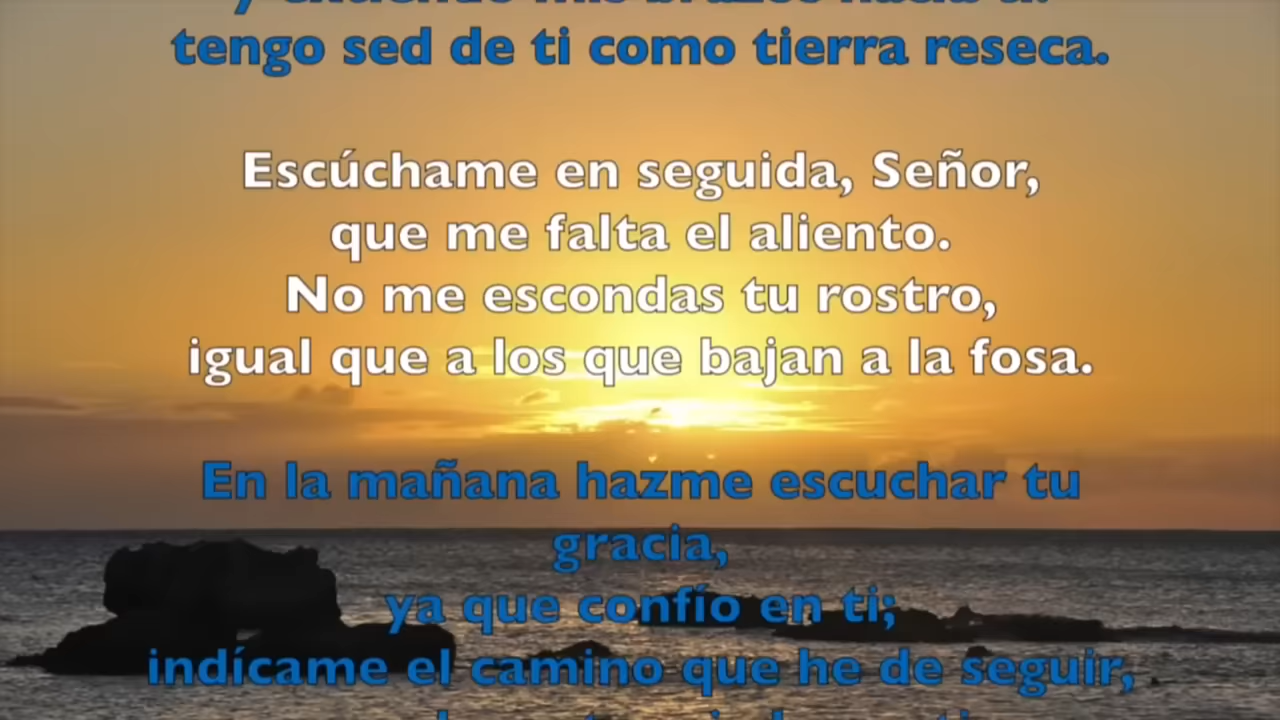 tengo sed de ti como tierra reseca.
Escúchame en seguida, Señor,
que me falta el aliento.
No me escondas tu rostro,
igual que a los que bajan a la fosa.
En la mañana hazme escuchar tu
gracia,
ya que confío en ti;
indícame el camino que he de seguir,